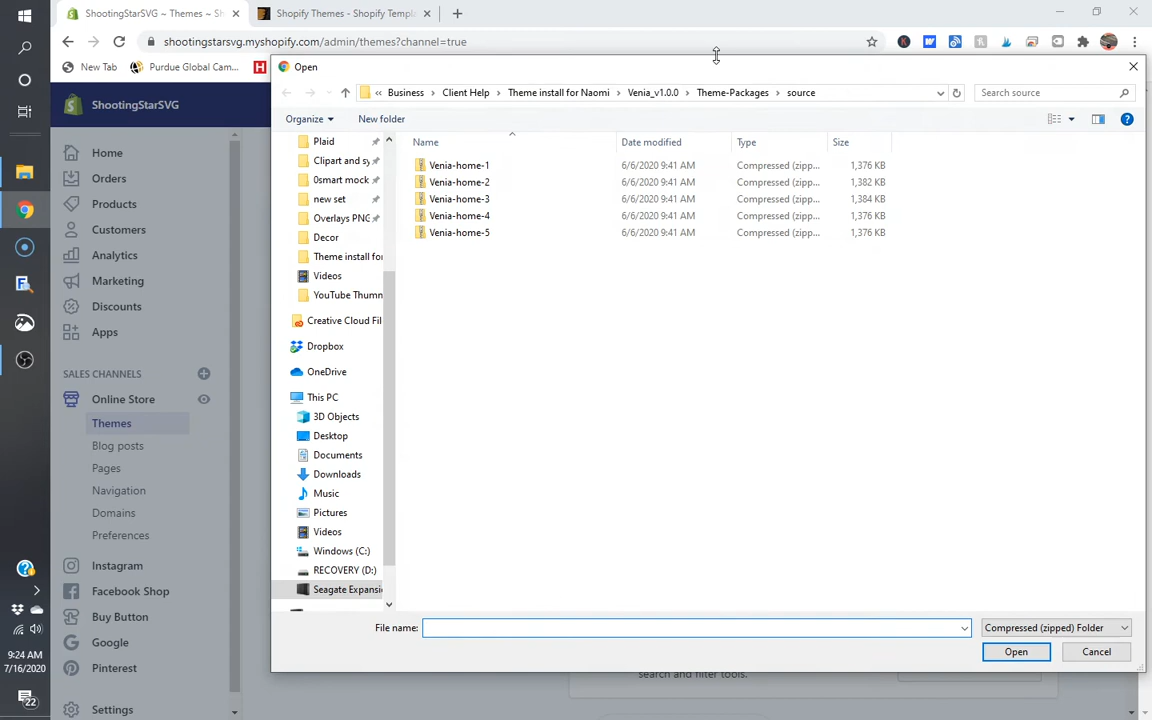 ShootingStarSVG ~ Themes ~ Sh
Shopify Themes - Shopify Templ
shootingstarsvg.myshopify.com/admin/themes?channel=true
New Tab
Purdue Global Cam...
H
ShootingStarSVG
Home
Orders
Products
Customers
Analytics
Marketing
Discounts
Apps
SALES CHANNELS
Online Store
Themes
Blog posts
Pages
Navigation
Domains
Preferences
Instagram
Facebook Shop
Buy Button
Google
Pinterest
Settings
Open
« Business > Client Help > Theme install for Naomi > Venia_v1.0.0 > Theme-Packages > source
Search source
Organize
New folder
Plaid
Clipart and sy
0smart mock
new set
Overlays PNG
Decor
Theme install for
Videos
YouTube Thumn
Creative Cloud Fil
Dropbox
OneDrive
This PC
3D Objects
Desktop
Documents
Downloads
Music
Pictures
Videos
Windows (C:)
RECOVERY (D:)
Seagate Expansi
Name Date modified Type Size
Venia-home-1 6/6/2020 9:41 AM Compressed (zipp... 1,376 KB
Venia-home-2 6/6/2020 9:41 AM Compressed (zipp... 1,382 KB
Venia-home-3 6/6/2020 9:41 AM Compressed (zipp... 1,384 KB
Venia-home-4 6/6/2020 9:41 AM Compressed (zipp... 1,376 KB
Venia-home-5 6/6/2020 9:41 AM Compressed (zipp... 1,376 KB
File name:
Compressed (zipped) Folder
Open
Cancel
search and filter tools.
9:24 AM
7/16/2020
22